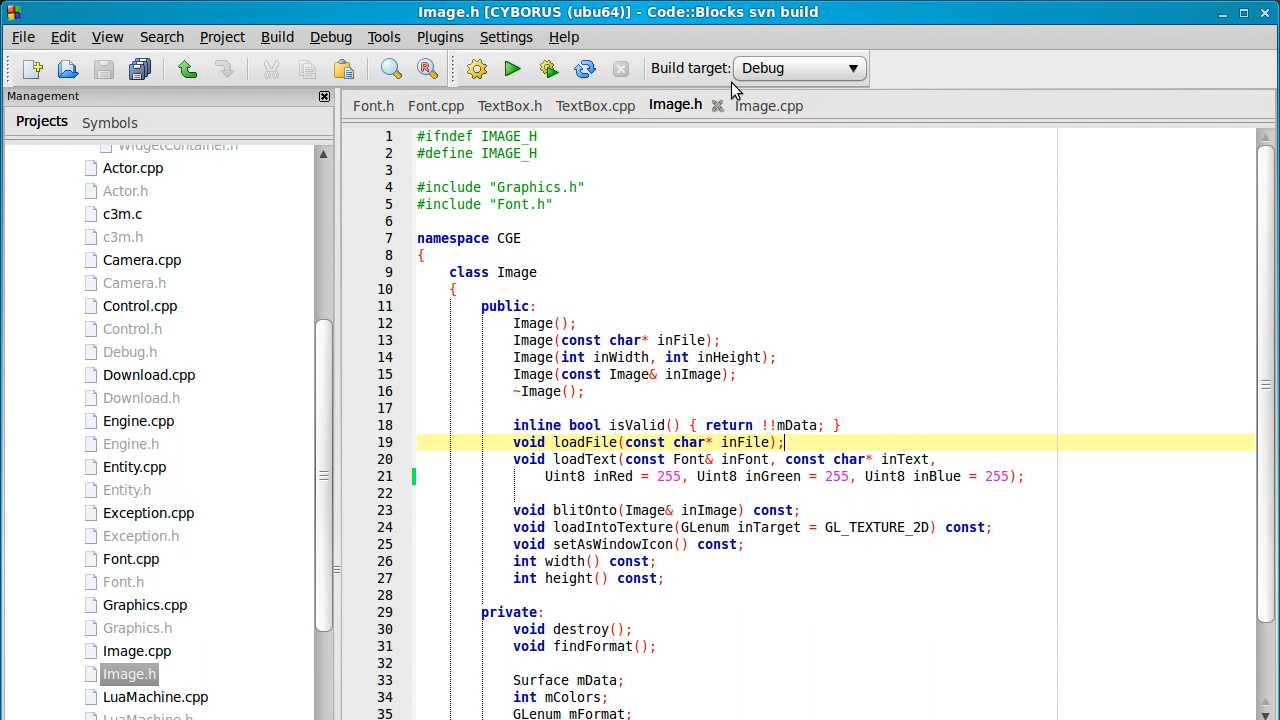 Image.h [CYBORUS (ubu64)] - Code::Blocks svn build
File Edit View Search Project Build Debug Tools Plugins Settings Help
Build target: Debug
Management
Projects Symbols
WidgetContainer.h
Actor.cpp
Actor.h
c3m.c
c3m.h
Camera.cpp
Camera.h
Control.cpp
Control.h
Debug.h
Download.cpp
Download.h
Engine.cpp
Engine.h
Entity.cpp
Entity.h
Exception.cpp
Exception.h
Font.cpp
Font.h
Graphics.cpp
Graphics.h
Image.cpp
Image.h
LuaMachine.cpp
LuaMachine.h
Font.h Font.cpp TextBox.h TextBox.cpp Image.h Image.cpp
1 #ifndef IMAGE_H
2 #define IMAGE_H
3
4 #include "Graphics.h"
5 #include "Font.h"
6
7 namespace CGE
8 {
9 class Image
10 {
11 public:
12 Image();
13 Image(const char* inFile);
14 Image(int inWidth, int inHeight);
15 Image(const Image& inImage);
16 ~Image();
17
18 inline bool isValid() { return !!mData; }
19 void loadFile(const char* inFile);
20 void loadText(const Font& inFont, const char* inText,
21 Uint8 inRed = 255, Uint8 inGreen = 255, Uint8 inBlue = 255);
22
23 void blitOnto(Image& inImage) const;
24 void loadIntoTexture(GLenum inTarget = GL_TEXTURE_2D) const;
25 void setAsWindowIcon() const;
26 int width() const;
27 int height() const;
28
29 private:
30 void destroy();
31 void findFormat();
32
33 Surface mData;
34 int mColors;
35 GLenum mFormat;